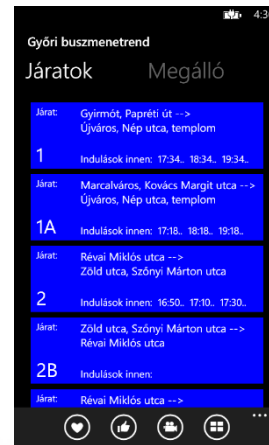 4:3
Győri buszmenetrend
Járatok Megálló
Járat: Gyirmót, Papréti út -->
Újváros, Nép utca, templom
1 Indulások innen: 17:34.. 18:34.. 19:34..
Járat: Marcalváros, Kovács Margit utca -->
Újváros, Nép utca, templom
1A Indulások innen: 17:18.. 18:18.. 19:18..
Járat: Révai Miklós utca -->
Zöld utca, Szőnyi Márton utca
2 Indulások innen: 16:50.. 17:10.. 17:30..
Járat: Zöld utca, Szőnyi Márton utca -->
Révai Miklós utca
2B Indulások innen:
Járat: Révai Miklós utca -->
...